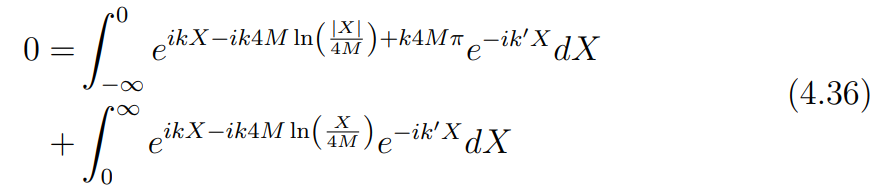 0 = ∫_{-∞}^{0} e^{ikX-ik4M ln(|X|/4M)+k4Mπ} e^{-ik'X} dX
(4.36)
+ ∫_{0}^{∞} e^{ikX-ik4M ln(X/4M)} e^{-ik'X} dX